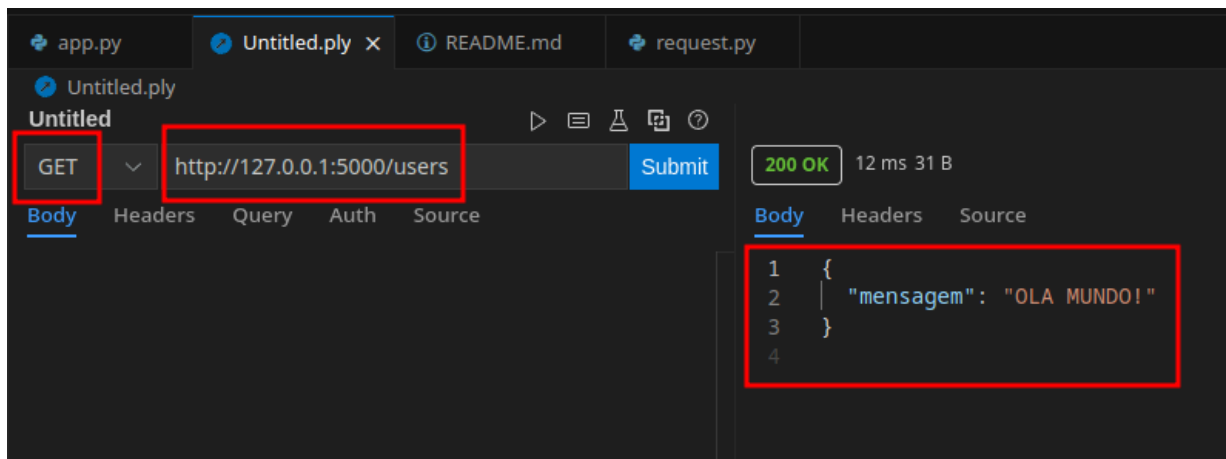 app.py Untitled.ply × README.md request.py
Untitled.ply
Untitled
GET http://127.0.0.1:5000/users Submit
Body Headers Query Auth Source
200 OK 12 ms 31 B
Body Headers Source
1 {
2 "mensagem": "OLA MUNDO!"
3 }
4